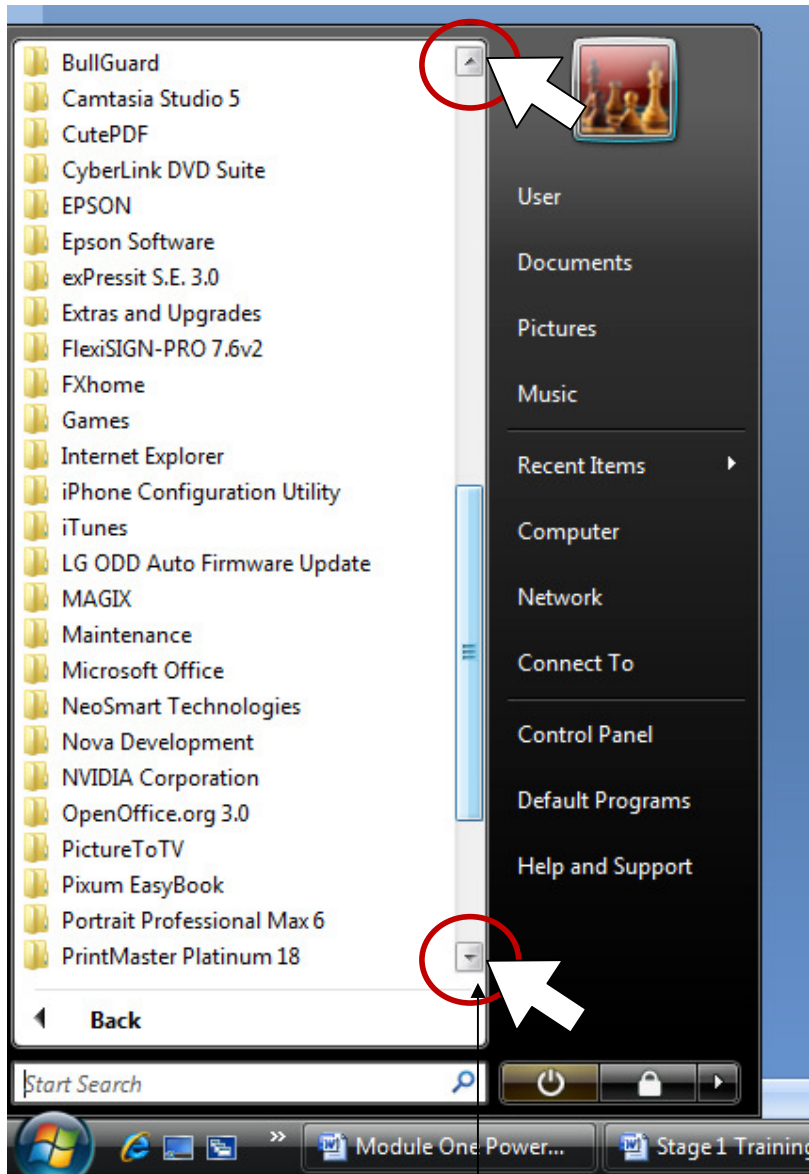 BullGuard
Camtasia Studio 5
CutePDF
CyberLink DVD Suite
EPSON
Epson Software
exPressit S.E. 3.0
Extras and Upgrades
FlexiSIGN-PRO 7.6v2
FXhome
Games
Internet Explorer
iPhone Configuration Utility
iTunes
LG ODD Auto Firmware Update
MAGIX
Maintenance
Microsoft Office
NeoSmart Technologies
Nova Development
NVIDIA Corporation
OpenOffice.org 3.0
PictureToTV
Pixum EasyBook
Portrait Professional Max 6
PrintMaster Platinum 18
Back
Start Search
User
Documents
Pictures
Music
Recent Items
Computer
Network
Connect To
Control Panel
Default Programs
Help and Support
Module One Power...
Stage 1 Training